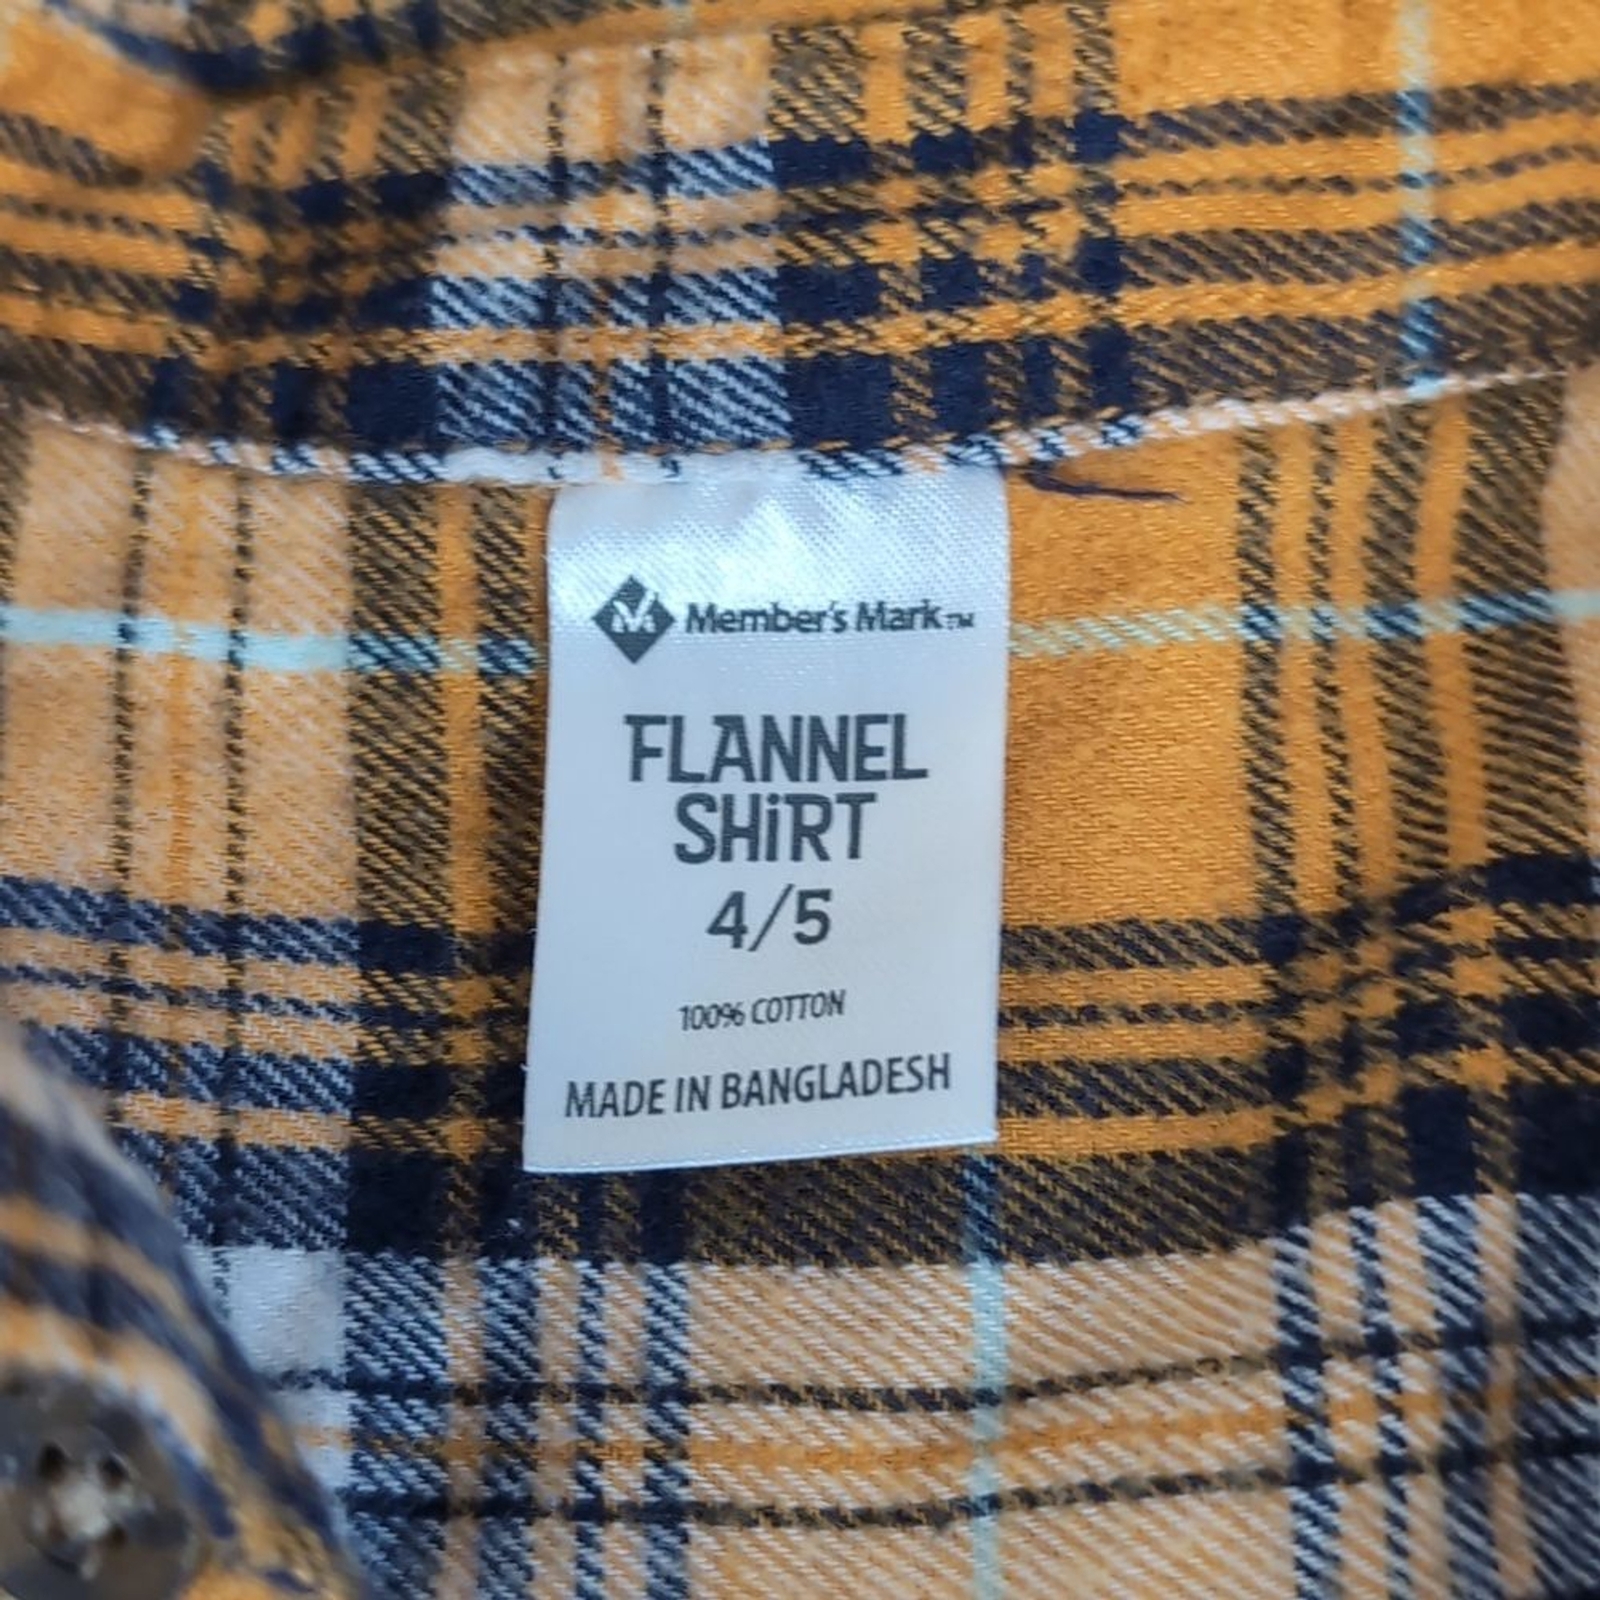 Member's Mark™
FLANNEL
SHiRT
4/5
100% COTTON
MADE IN BANGLADESH